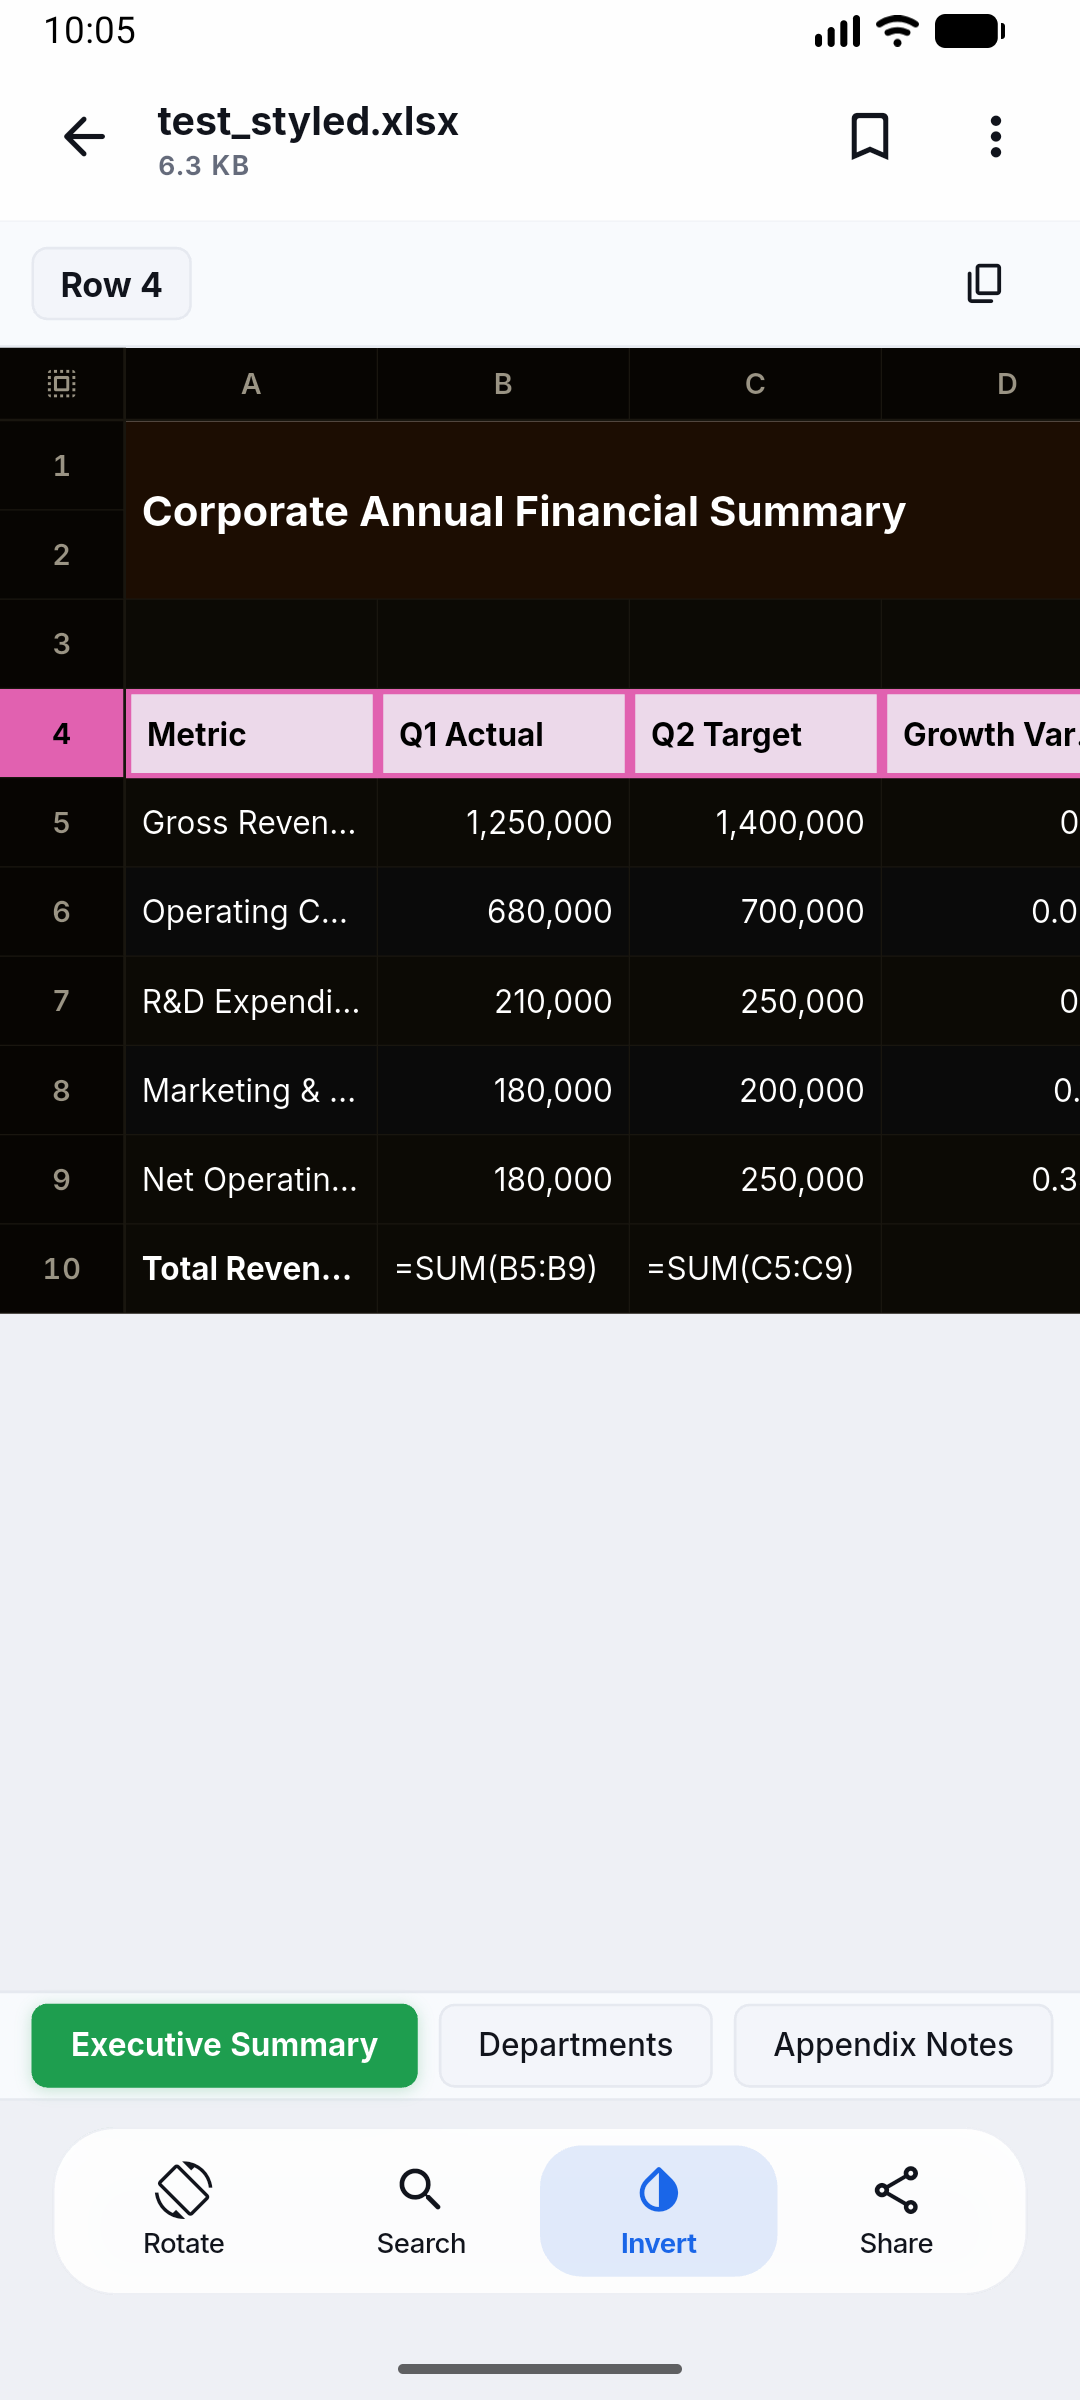 10:05
test_styled.xlsx
6.3 KB
Row 4
A B C D
1
Corporate Annual Financial Summary
2
3
4 Metric Q1 Actual Q2 Target Growth Var.
5 Gross Reven... 1,250,000 1,400,000 0
6 Operating C... 680,000 700,000 0.0
7 R&D Expendi... 210,000 250,000 0
8 Marketing & ... 180,000 200,000 0.
9 Net Operatin... 180,000 250,000 0.3
10 Total Reven... =SUM(B5:B9) =SUM(C5:C9)
Executive Summary Departments Appendix Notes
Rotate Search Invert Share